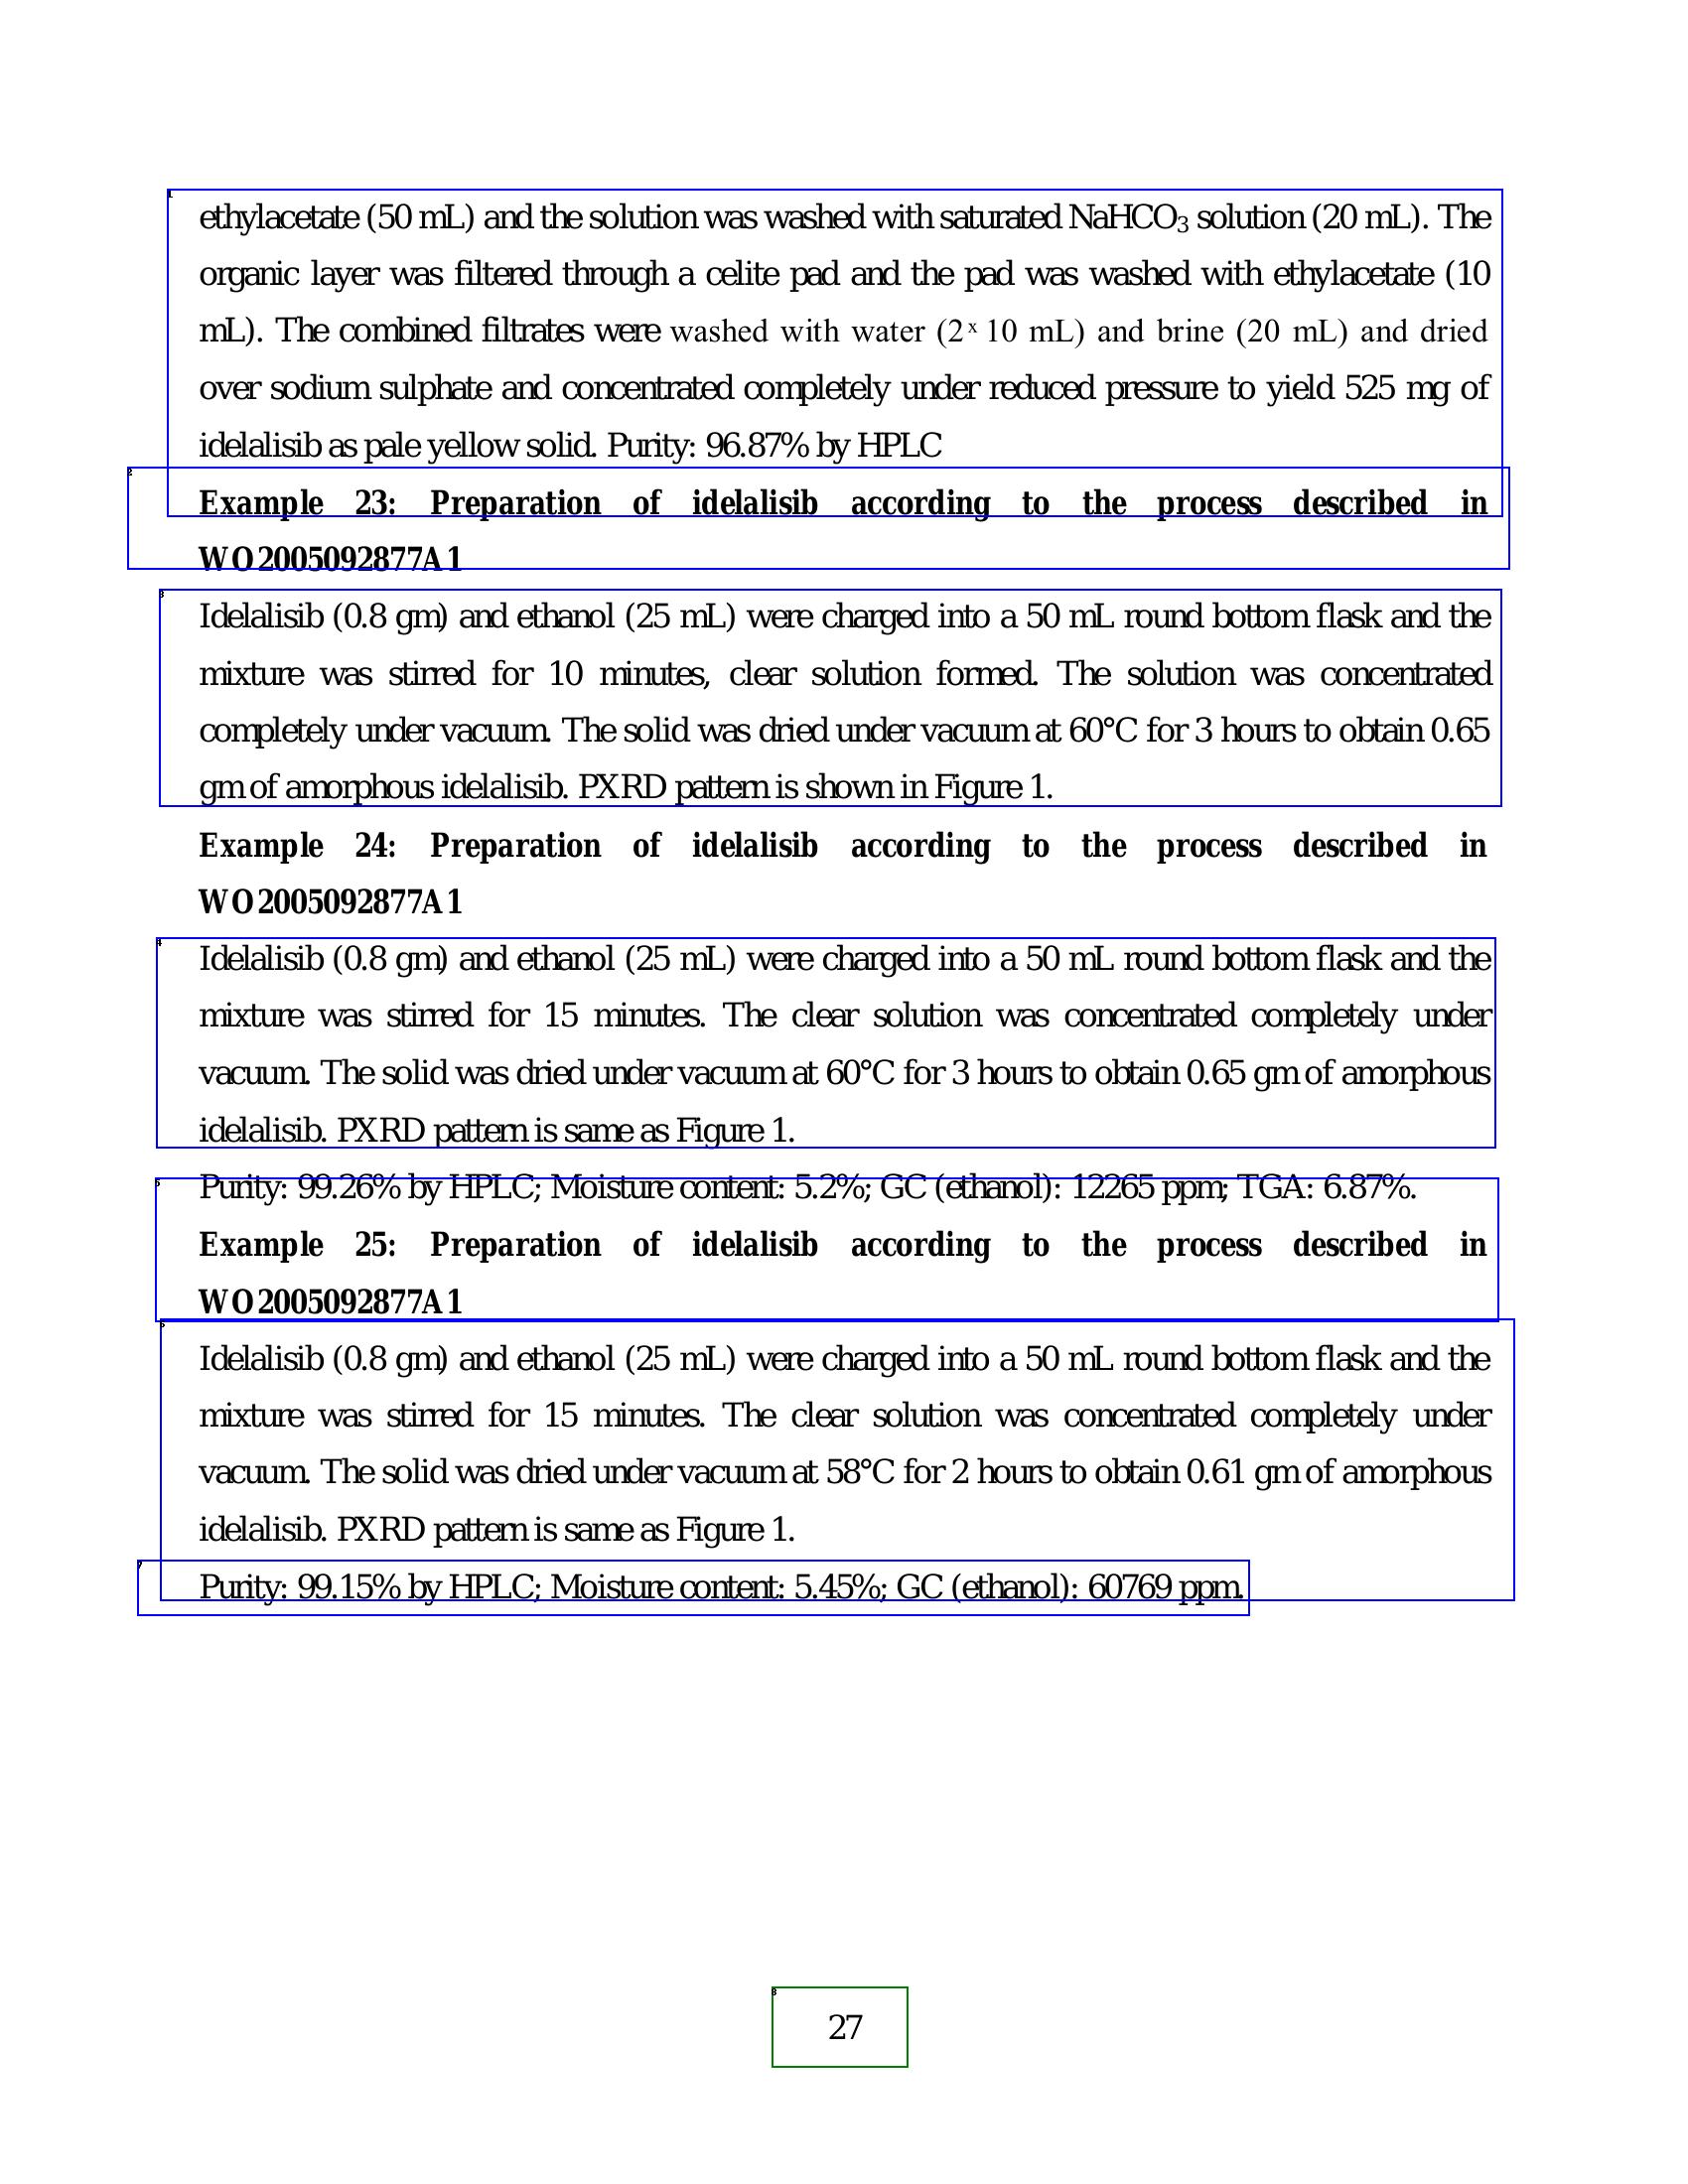 ethylacetate (50 mL) and the solution was washed with saturated NaHCO₃ solution (20 mL). The
organic layer was filtered through a celite pad and the pad was washed with ethylacetate (10
mL). The combined filtrates were washed with water (2 x 10 mL) and brine (20 mL) and dried
over sodium sulphate and concentrated completely under reduced pressure to yield 525 mg of
idelalisib as pale yellow solid. Purity: 96.87% by HPLC
Example 23: Preparation of idelalisib according to the process described in
WO2005092877A1
Idelalisib (0.8 gm) and ethanol (25 mL) were charged into a 50 mL round bottom flask and the
mixture was stirred for 10 minutes, clear solution formed. The solution was concentrated
completely under vacuum. The solid was dried under vacuum at 60°C for 3 hours to obtain 0.65
gm of amorphous idelalisib. PXRD pattern is shown in Figure 1.
Example 24: Preparation of idelalisib according to the process described in
WO2005092877A1
Idelalisib (0.8 gm) and ethanol (25 mL) were charged into a 50 mL round bottom flask and the
mixture was stirred for 15 minutes. The clear solution was concentrated completely under
vacuum. The solid was dried under vacuum at 60°C for 3 hours to obtain 0.65 gm of amorphous
idelalisib. PXRD pattern is same as Figure 1.
Purity: 99.26% by HPLC; Moisture content: 5.2%; GC (ethanol): 12265 ppm; TGA: 6.87%.
Example 25: Preparation of idelalisib according to the process described in
WO2005092877A1
Idelalisib (0.8 gm) and ethanol (25 mL) were charged into a 50 mL round bottom flask and the
mixture was stirred for 15 minutes. The clear solution was concentrated completely under
vacuum. The solid was dried under vacuum at 58°C for 2 hours to obtain 0.61 gm of amorphous
idelalisib. PXRD pattern is same as Figure 1.
Purity: 99.15% by HPLC; Moisture content: 5.45%; GC (ethanol): 60769 ppm.
27